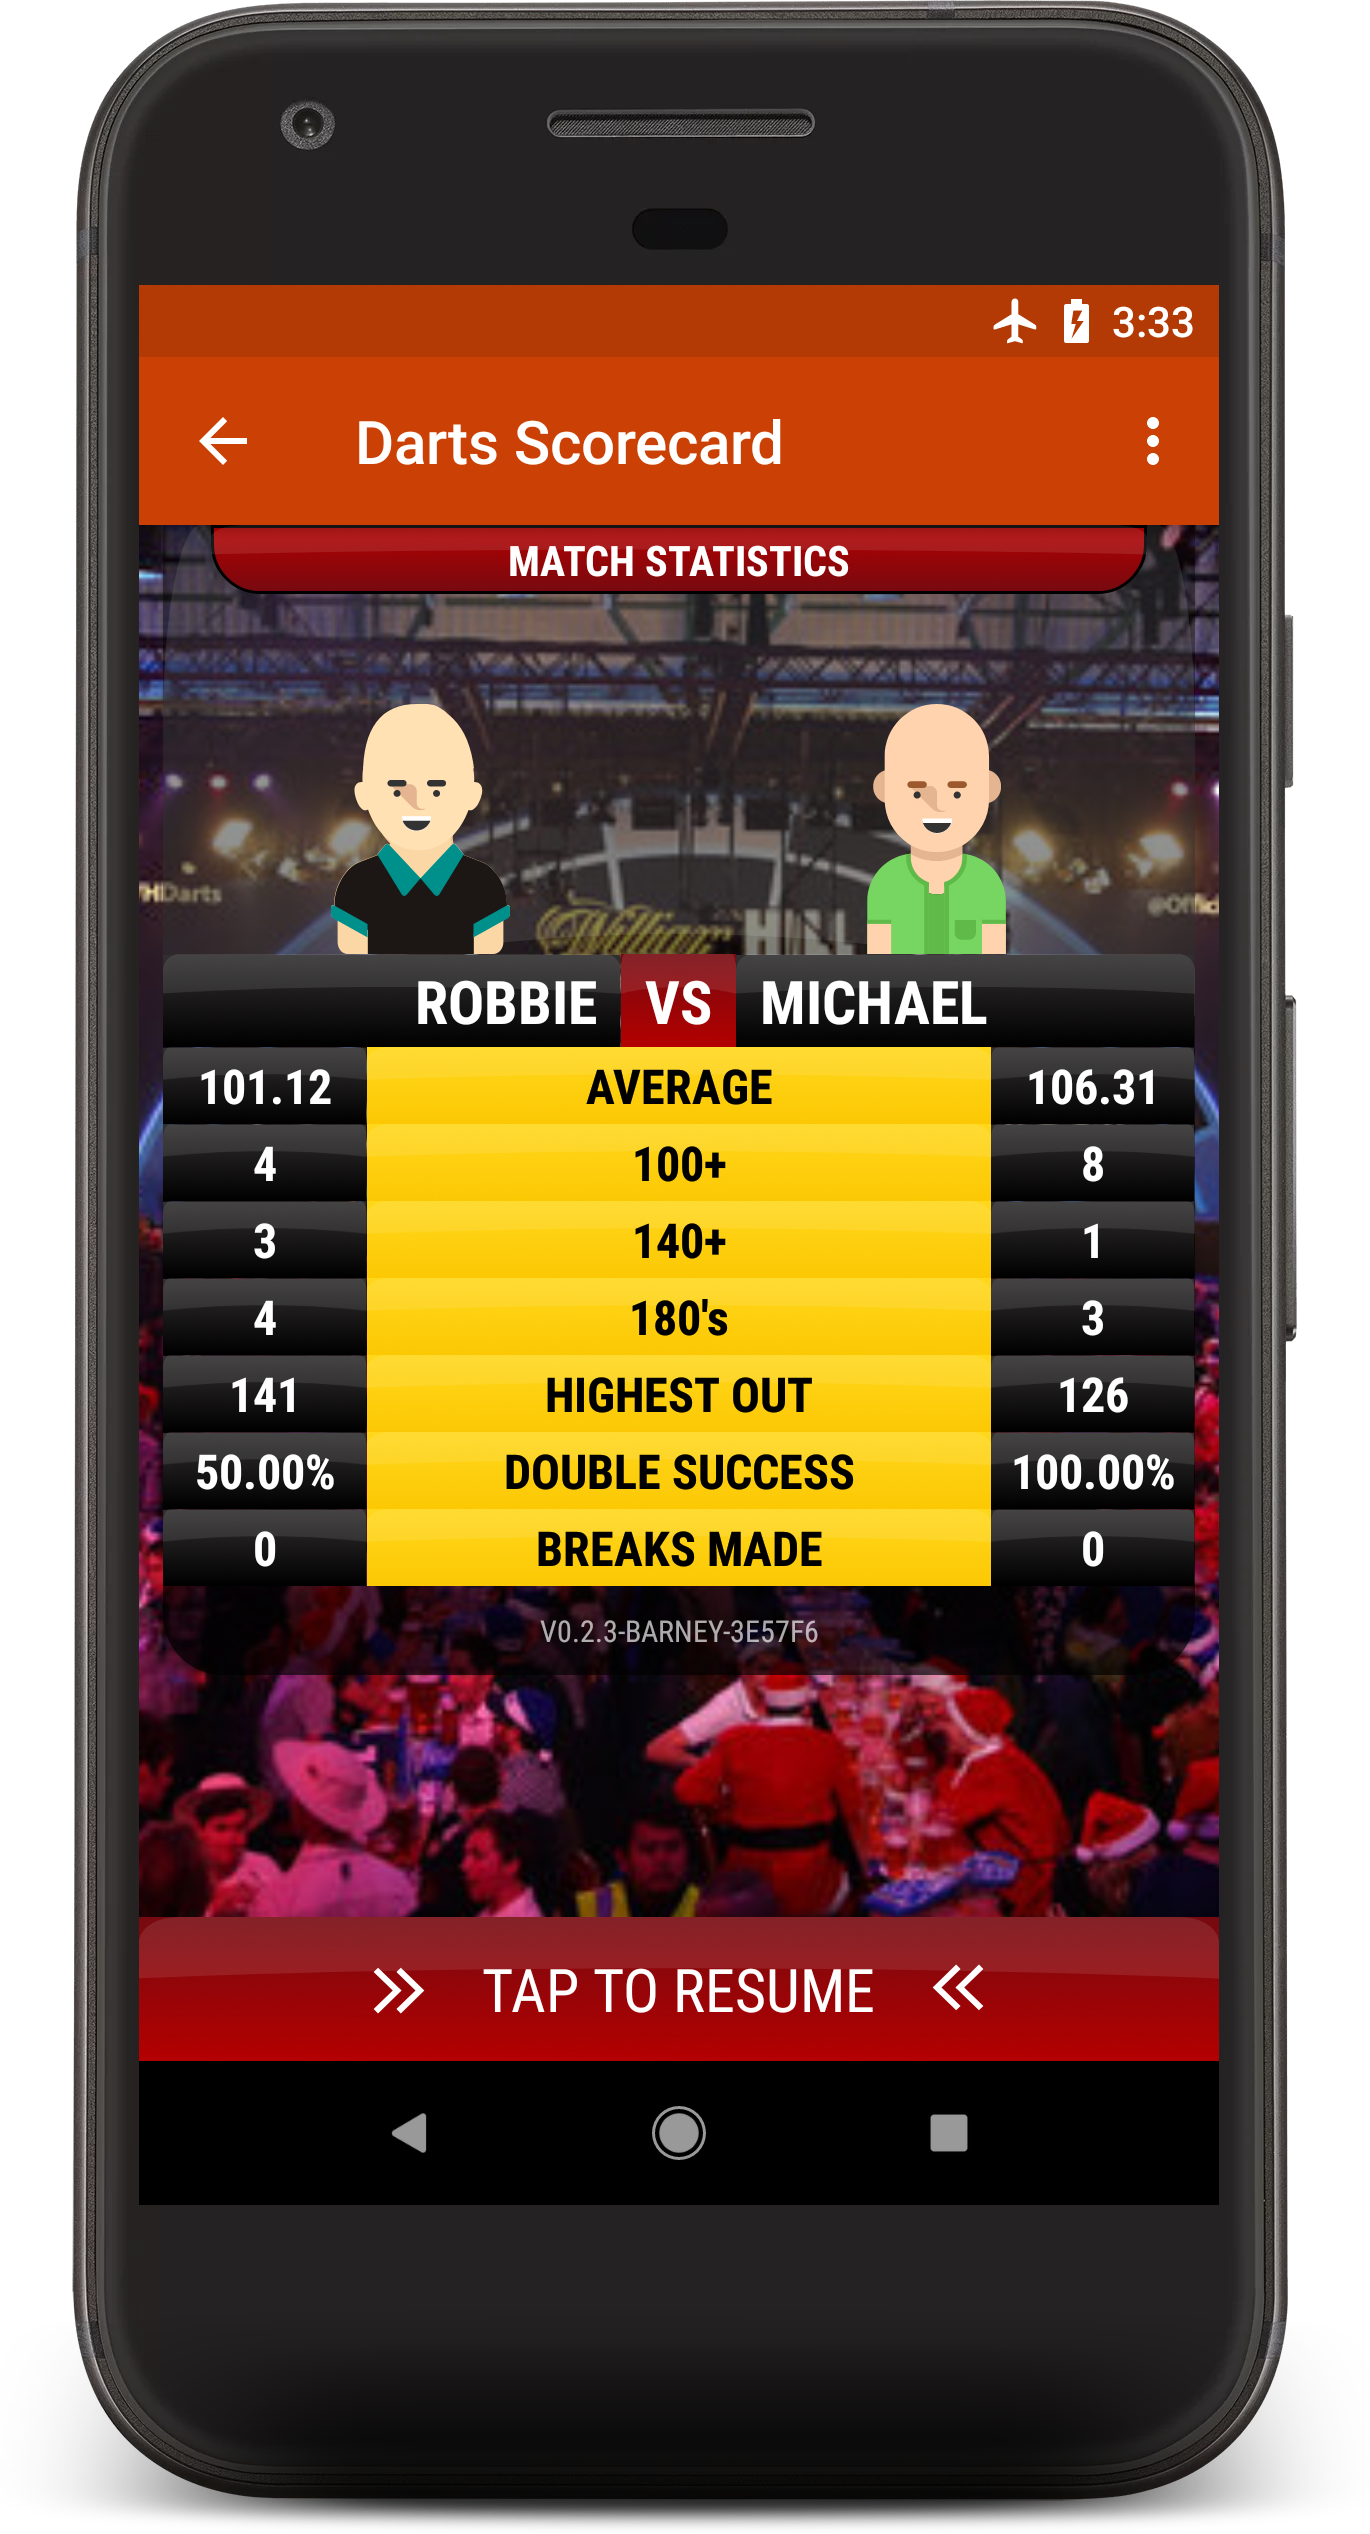 3:33
Darts Scorecard
MATCH STATISTICS
HDarts
@Offici
William HILL
ROBBIE VS MICHAEL
101.12 AVERAGE 106.31
4 100+ 8
3 140+ 1
4 180's 3
141 HIGHEST OUT 126
50.00% DOUBLE SUCCESS 100.00%
0 BREAKS MADE 0
V0.2.3-BARNEY-3E57F6
TAP TO RESUME